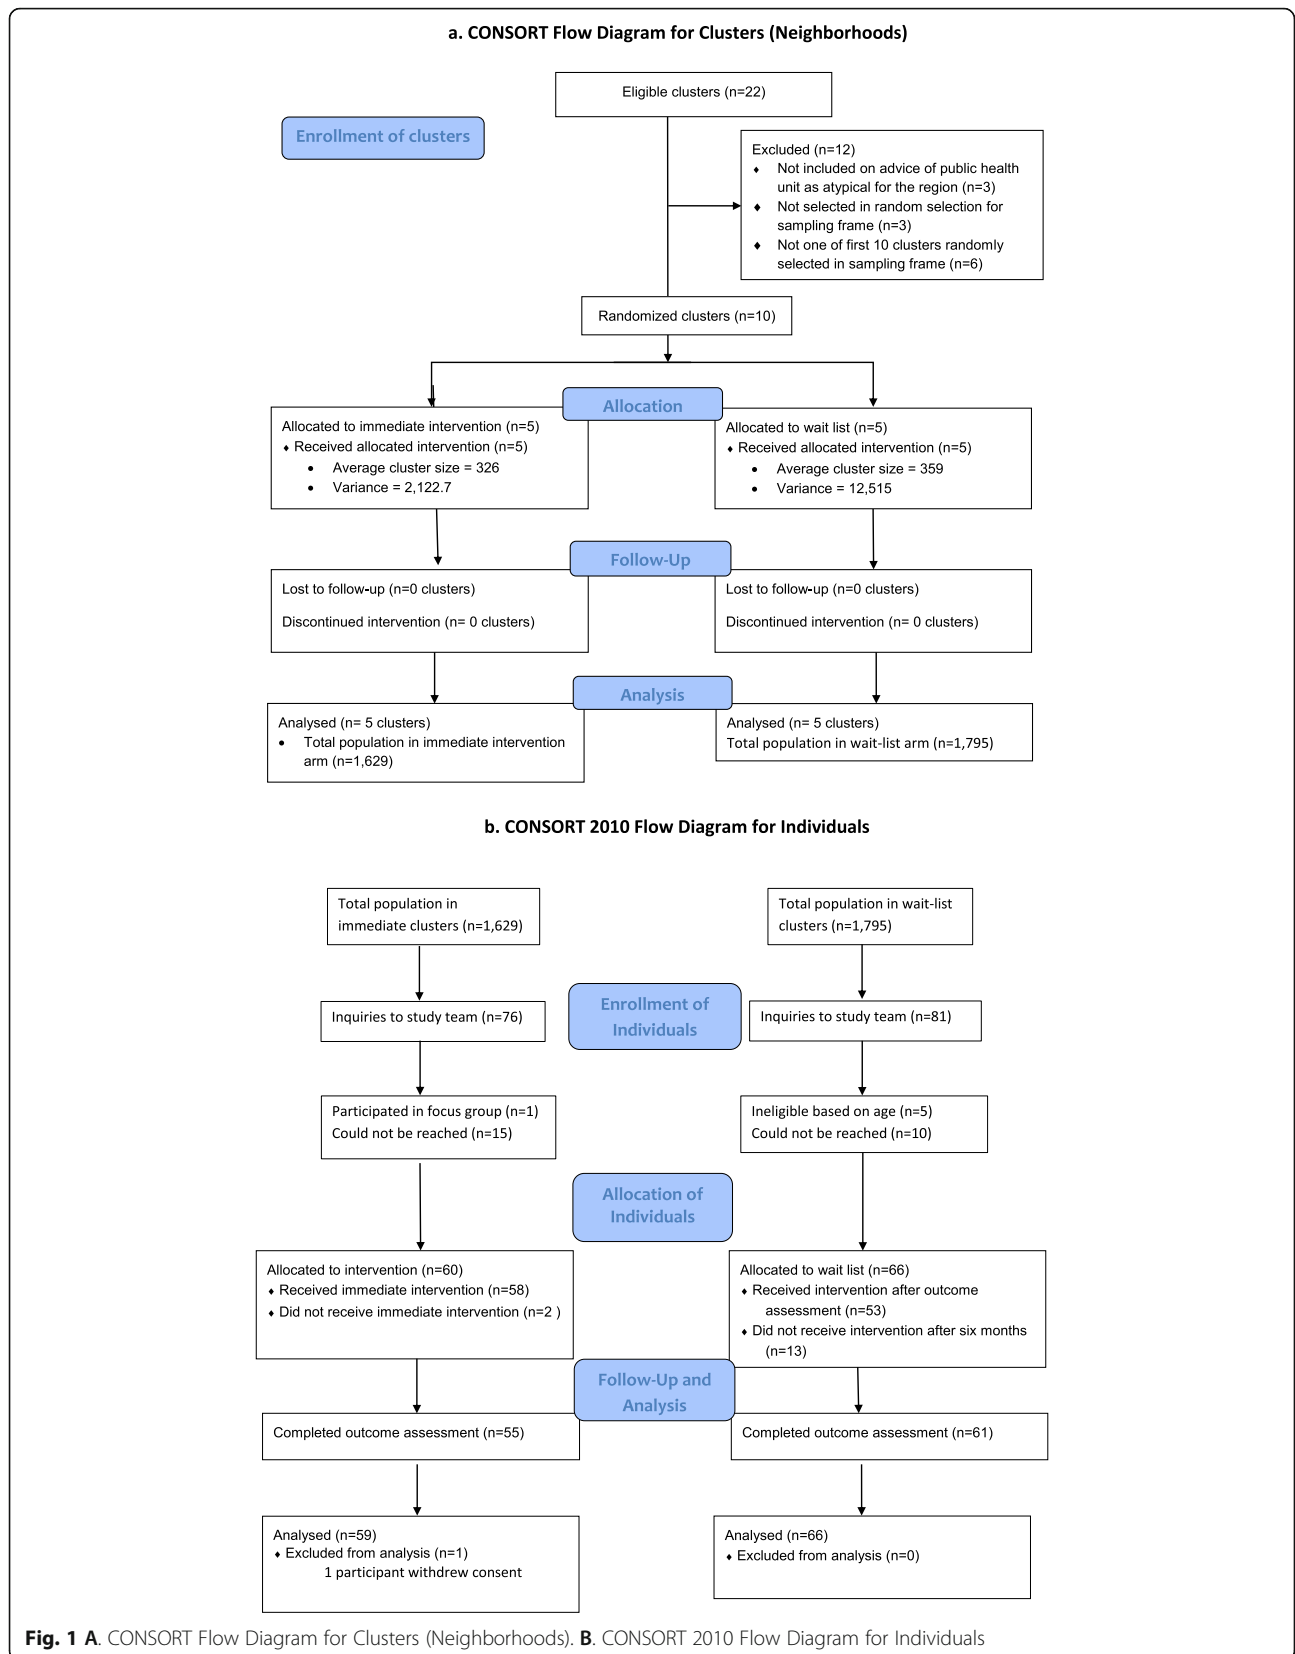 a. CONSORT Flow Diagram for Clusters (Neighborhoods)
Eligible clusters (n=22)
Enrollment of clusters
Excluded (n=12)
♦ Not included on advice of public health
unit as atypical for the region (n=3)
♦ Not selected in random selection for
sampling frame (n=3)
♦ Not one of first 10 clusters randomly
selected in sampling frame (n=6)
Randomized clusters (n=10)
Allocation
Allocated to immediate intervention (n=5)
♦ Received allocated intervention (n=5)
• Average cluster size = 326
• Variance = 2,122.7
Allocated to wait list (n=5)
♦ Received allocated intervention (n=5)
• Average cluster size = 359
• Variance = 12,515
Follow-Up
Lost to follow-up (n=0 clusters)
Discontinued intervention (n= 0 clusters)
Lost to follow-up (n=0 clusters)
Discontinued intervention (n= 0 clusters)
Analysis
Analysed (n= 5 clusters)
• Total population in immediate intervention
arm (n=1,629)
Analysed (n= 5 clusters)
Total population in wait-list arm (n=1,795)
b. CONSORT 2010 Flow Diagram for Individuals
Total population in
immediate clusters (n=1,629)
Total population in wait-list
clusters (n=1,795)
Enrollment of
Individuals
Inquiries to study team (n=76)
Inquiries to study team (n=81)
Participated in focus group (n=1)
Could not be reached (n=15)
Ineligible based on age (n=5)
Could not be reached (n=10)
Allocation of
Individuals
Allocated to intervention (n=60)
♦ Received immediate intervention (n=58)
♦ Did not receive immediate intervention (n=2 )
Allocated to wait list (n=66)
♦ Received intervention after outcome
assessment (n=53)
♦ Did not receive intervention after six months
(n=13)
Follow-Up and
Analysis
Completed outcome assessment (n=55)
Completed outcome assessment (n=61)
Analysed (n=59)
♦ Excluded from analysis (n=1)
1 participant withdrew consent
Analysed (n=66)
♦ Excluded from analysis (n=0)
Fig. 1 A. CONSORT Flow Diagram for Clusters (Neighborhoods). B. CONSORT 2010 Flow Diagram for Individuals